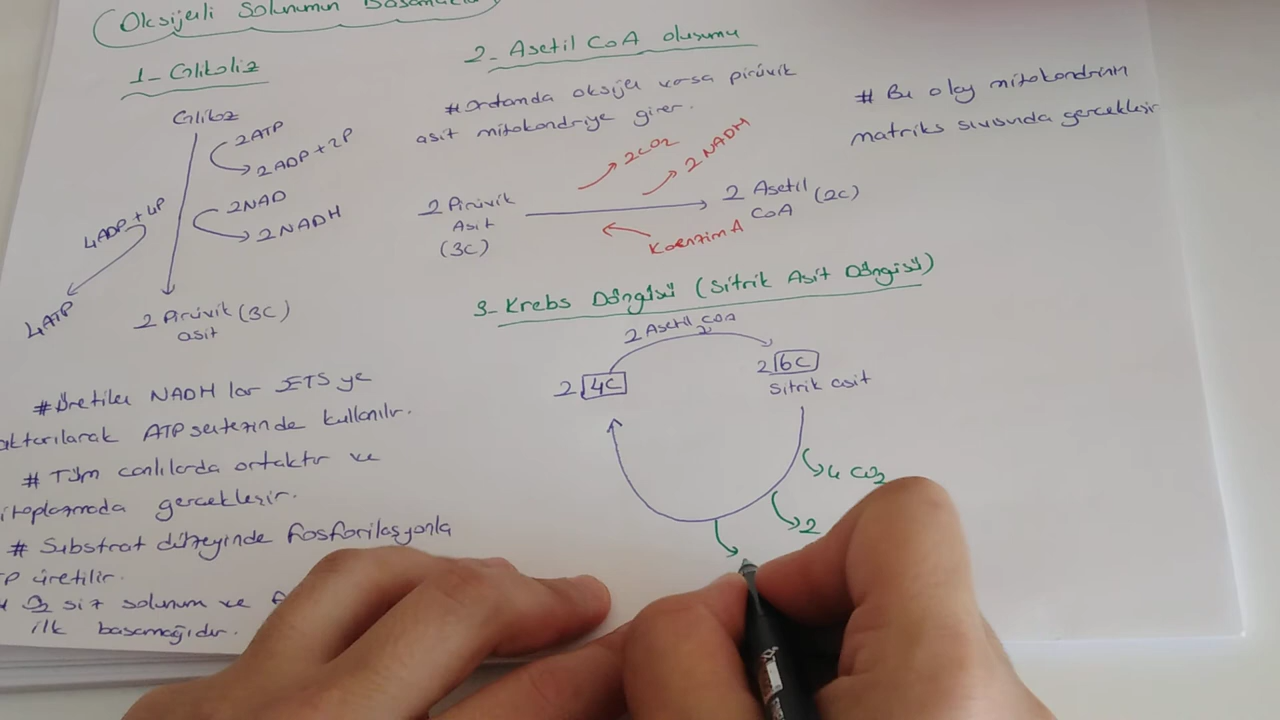 Oksijenli Solunumun Basamakları
1- Glikoliz
Glikoz
2ATP
2ADP + 2P
2NAD
2NADH
4ADP + 4P
4ATP
2 Pirüvik (3C)
asit
#Üretilen NADH lar ETS ye
aktarılarak ATP sentezinde kullanılır.
# Tüm canlılarda ortaktır ve
sitoplazmada gerçekleşir.
# Substrat düzeyinde fosforilasyonla
ATP üretilir.
O2 siz solunum ve
ilk basamağıdır.
2- Asetil CoA oluşumu
#Ortamda oksijen varsa pirüvik
asit mitokondriye girer.
# Bu olay mitokondrinin
matriks sıvısında gerçekleşir
2 Pirüvik
Asit
(3C)
2CO2
2 NADH
Koenzim A
2 Asetil (2C)
CoA
3- Krebs Döngüsü (Sitrik Asit Döngüsü)
2 Asetil CoA
2
2 4C
2 6C
Sitrik asit
4 CO2
2